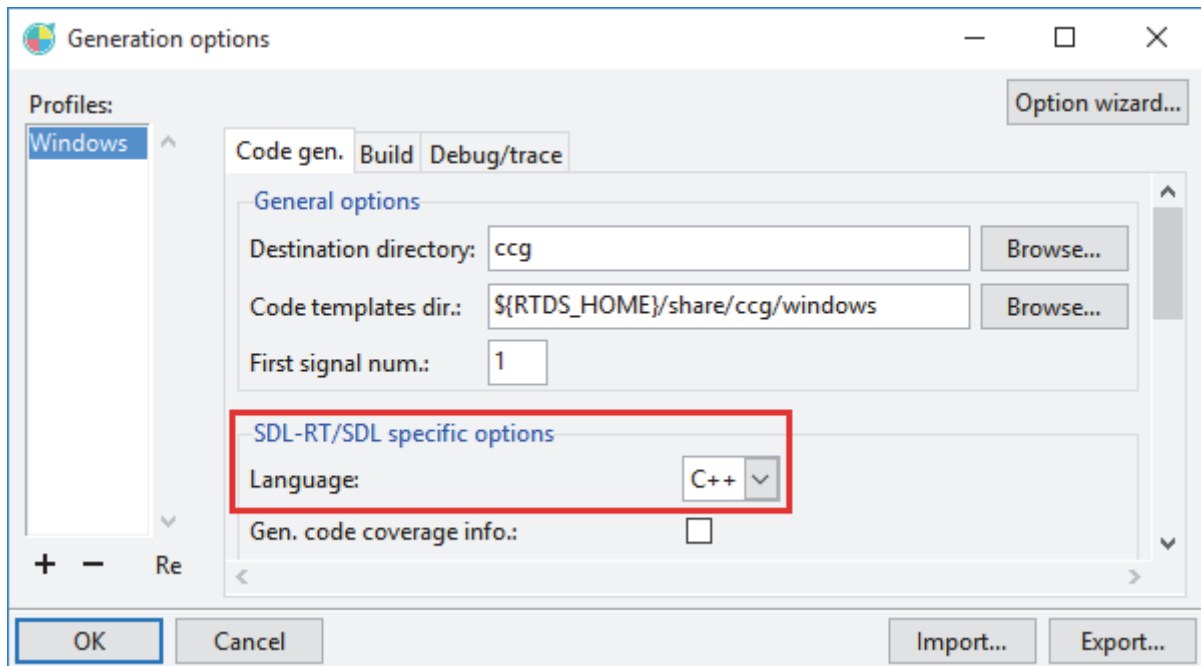 Generation options
Profiles:
Option wizard...
Windows
Code gen. Build Debug/trace
General options
Destination directory: ccg Browse...
Code templates dir.: ${RTDS_HOME}/share/ccg/windows Browse...
First signal num.: 1
SDL-RT/SDL specific options
Language: C++
Gen. code coverage info.:
+ − Re
OK Cancel Import... Export...